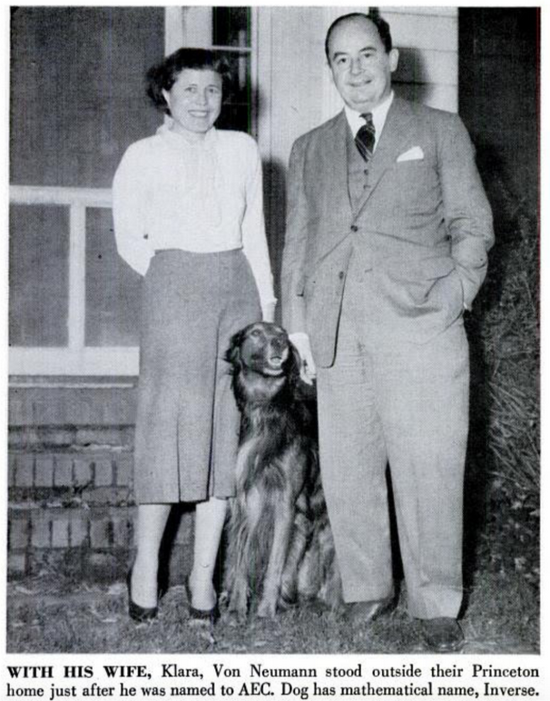 WITH HIS WIFE, Klara, Von Neumann stood outside their Princeton
home just after he was named to AEC. Dog has mathematical name, Inverse.